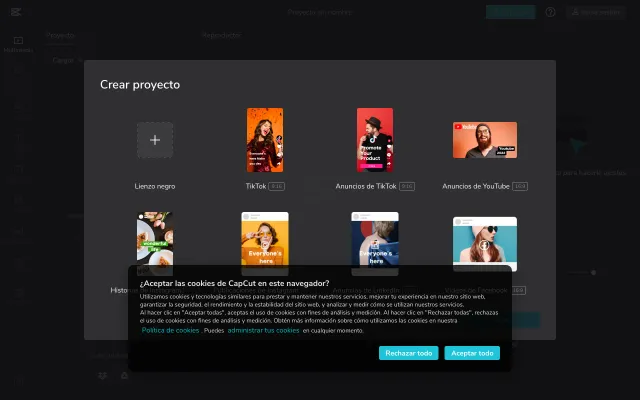 Crear proyecto
Lienzo negro
TikTok 9:16
Anuncios de TikTok 9:16
Anuncios de YouTube 16:9
Everyone's
here
Promote
Your
Product
YouTube
wonderful
life
Everyone's
here
¿Aceptar las cookies de CapCut en este navegador?
Utilizamos cookies y tecnologías similares para prestar y mantener nuestros servicios, mejorar tu experiencia en nuestro sitio web,
garantizar la seguridad, el rendimiento y la estabilidad del sitio web, y analizar y medir cómo se utilizan nuestros servicios.
Al hacer clic en "Aceptar todas", aceptas el uso de cookies con fines de análisis y medición. Al hacer clic en "Rechazar todas", rechazas
el uso de cookies con fines de análisis y medición. Obtén más información sobre cómo utilizamos las cookies en nuestra
Política de cookies . Puedes administrar tus cookies en cualquier momento.
Rechazar todo
Aceptar todo